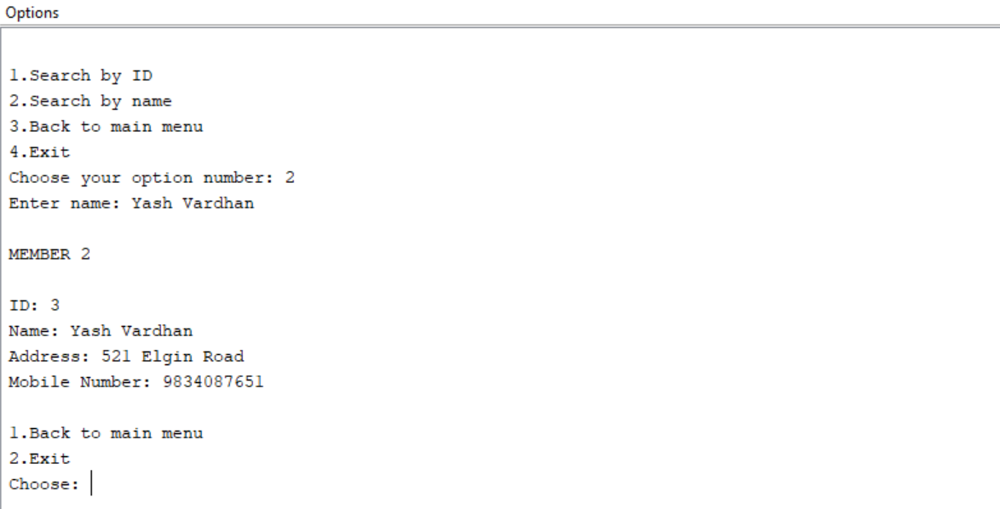 Options
1.Search by ID
2.Search by name
3.Back to main menu
4.Exit
Choose your option number: 2
Enter name: Yash Vardhan
MEMBER 2
ID: 3
Name: Yash Vardhan
Address: 521 Elgin Road
Mobile Number: 9834087651
1.Back to main menu
2.Exit
Choose: